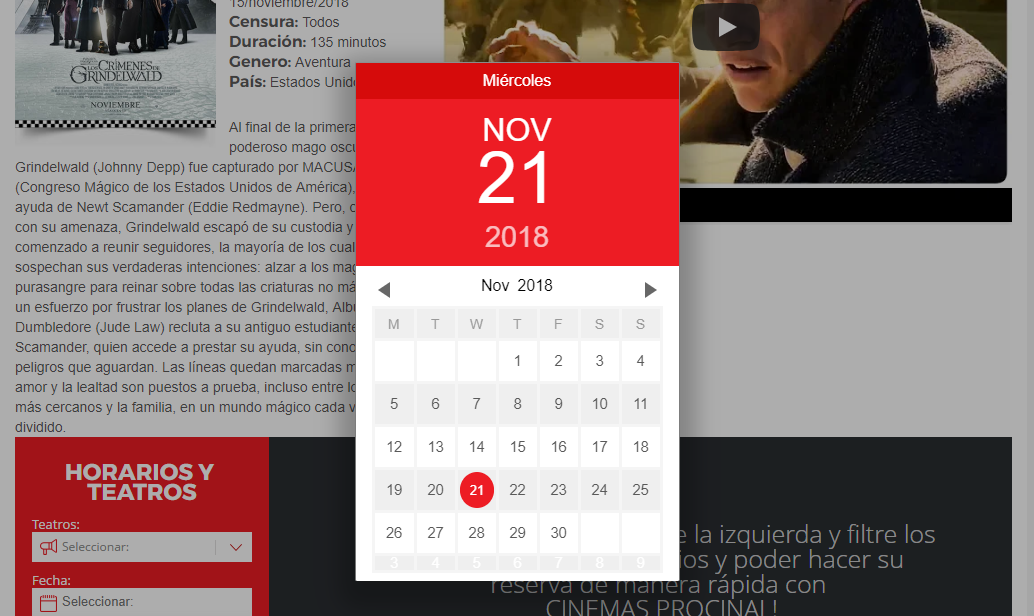 15/noviembre/2018
Censura: Todos
Duración: 135 minutos
Genero: Aventura
País: Estados Unid
LOS CRÍMENES DE
GRINDELWALD
NOVIEMBRE
Al final de la primera
poderoso mago osc
Grindelwald (Johnny Depp) fue capturado por MACUSA
(Congreso Mágico de los Estados Unidos de América),
ayuda de Newt Scamander (Eddie Redmayne). Pero,
con su amenaza, Grindelwald escapó de su custodia y
comenzado a reunir seguidores, la mayoría de los cual
sospechan sus verdaderas intenciones: alzar a los mag
purasangre para reinar sobre todas las criaturas no má
un esfuerzo por frustrar los planes de Grindelwald, Alb
Dumbledore (Jude Law) recluta a su antiguo estudiante
Scamander, quien accede a prestar su ayuda, sin cono
peligros que aguardan. Las líneas quedan marcadas m
amor y la lealtad son puestos a prueba, incluso entre lo
más cercanos y la familia, en un mundo mágico cada v
dividido.
Miércoles
NOV
21
2018
Nov 2018
M T W T F S S
1 2 3 4
5 6 7 8 9 10 11
12 13 14 15 16 17 18
19 20 21 22 23 24 25
26 27 28 29 30
3 4 5 6 7 8 9
HORARIOS Y
TEATROS
Teatros:
Seleccionar:
Fecha:
Seleccionar:
e la izquierda y filtre los
ios y poder hacer su
reserva de manera rápida con
CINEMAS PROCINAL!